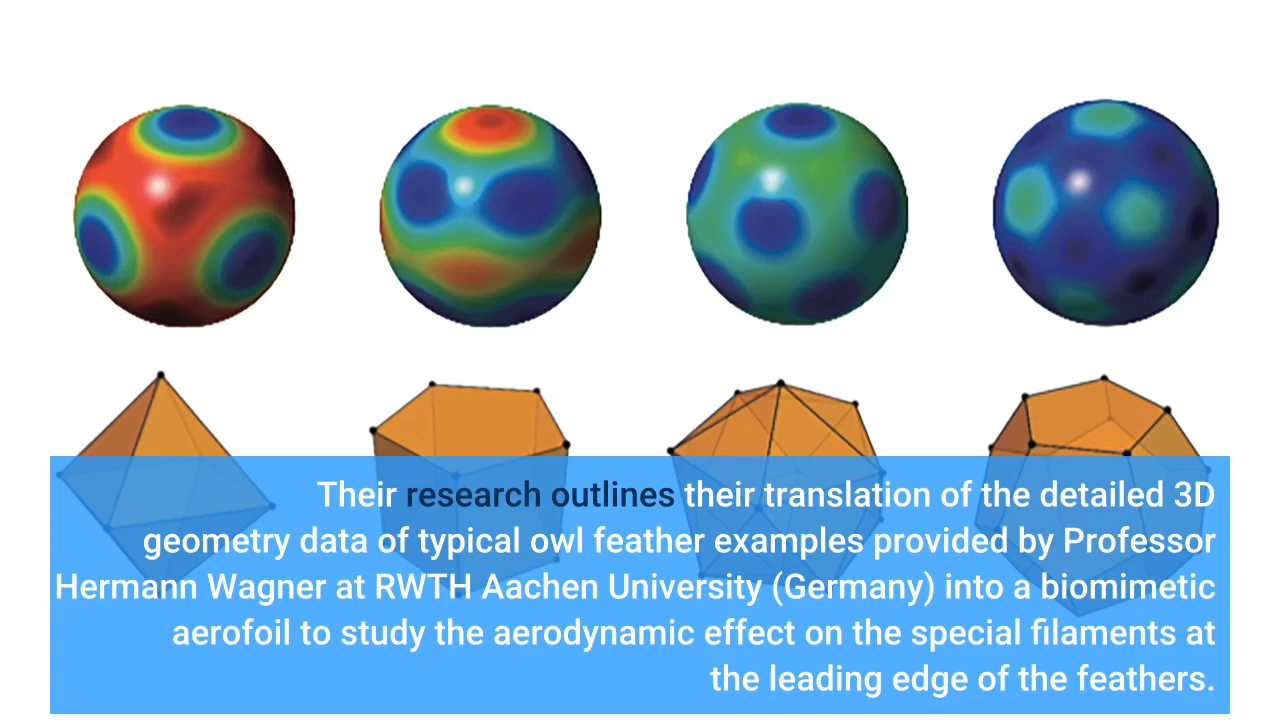 Their research outlines their translation of the detailed 3D
geometry data of typical owl feather examples provided by Professor
Hermann Wagner at RWTH Aachen University (Germany) into a biomimetic
aerofoil to study the aerodynamic effect on the special filaments at
the leading edge of the feathers.